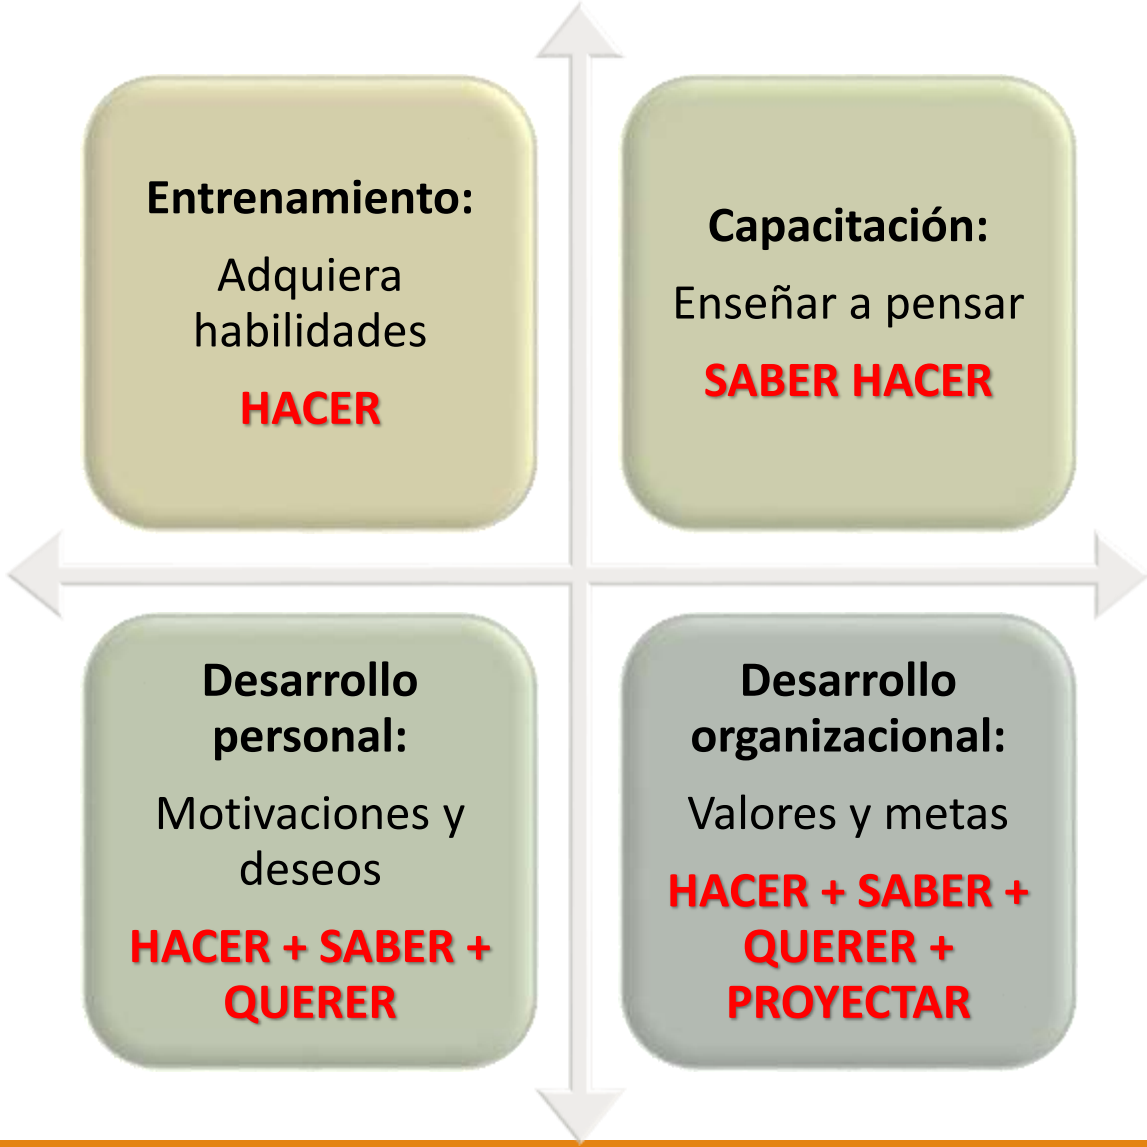 Entrenamiento:
Adquiera
habilidades
HACER
Capacitación:
Enseñar a pensar
SABER HACER
Desarrollo
personal:
Motivaciones y
deseos
HACER + SABER +
QUERER
Desarrollo
organizacional:
Valores y metas
HACER + SABER +
QUERER +
PROYECTAR